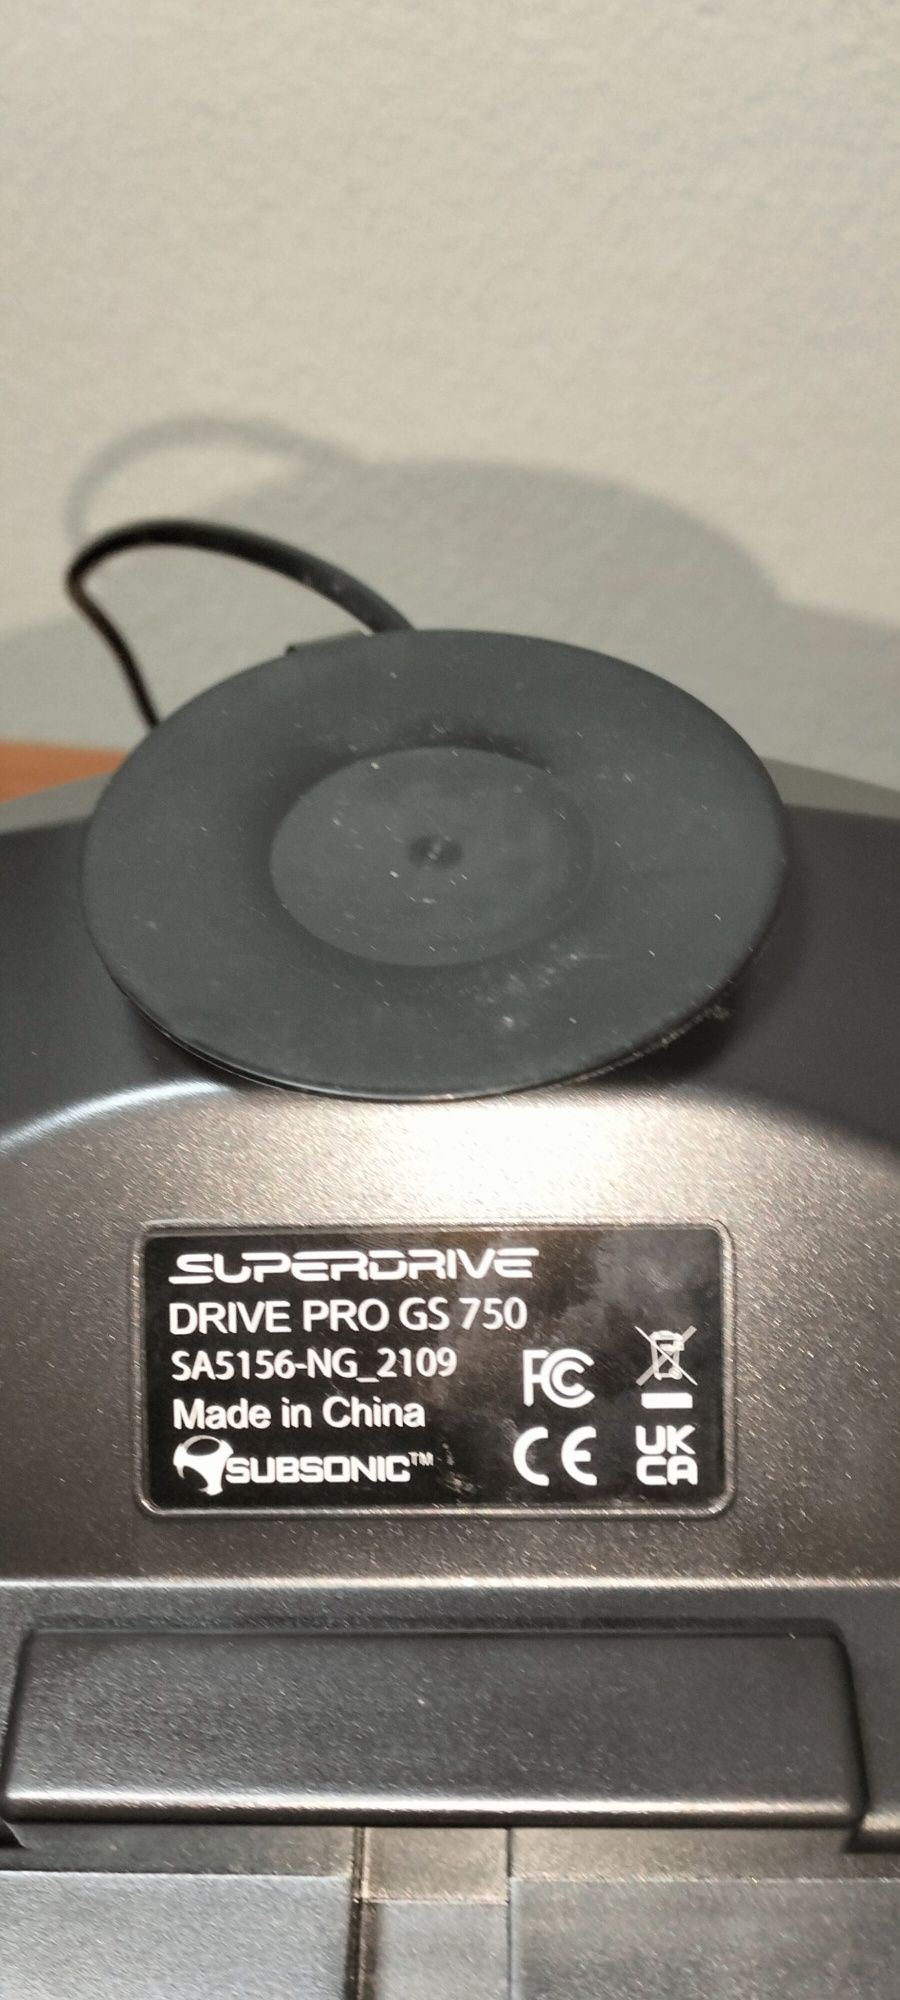 SUPERDRIVE
DRIVE PRO GS 750
SA5156-NG_2109
Made in China
SUBSONIC™
FC
CE
UK
CA